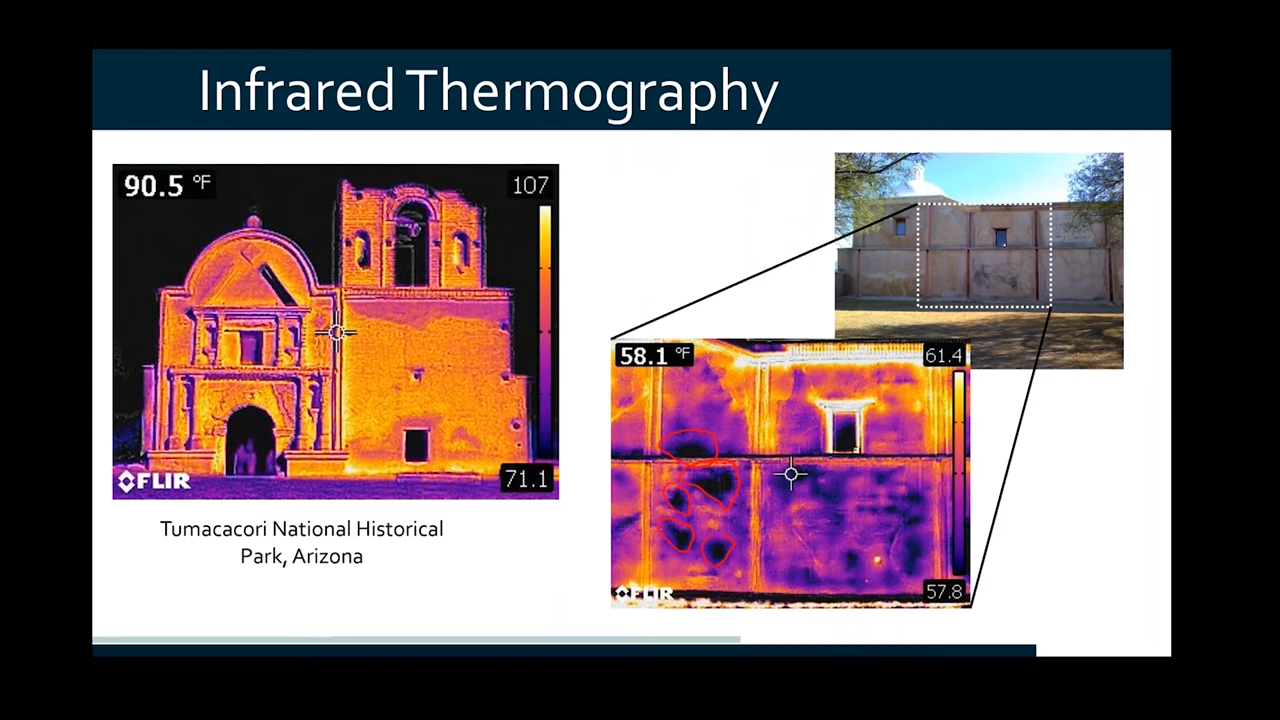 Infrared Thermography
90.5 °F
107
FLIR
71.1
Tumacacori National Historical
Park, Arizona
58.1 °F
61.4
FLIR
57.8